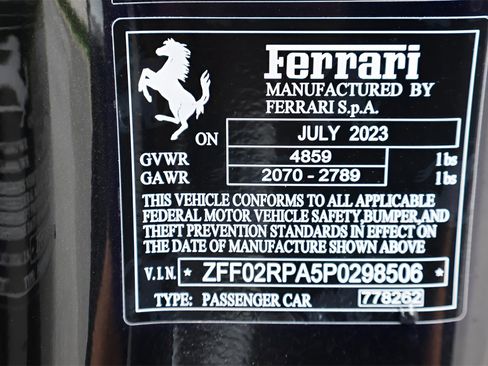 Ferrari
MANUFACTURED BY
FERRARI S.p.A.
ON JULY 2023
GVWR 4859 lbs
GAWR 2070 - 2789 lbs
THIS VEHICLE CONFORMS TO ALL APPLICABLE
FEDERAL MOTOR VEHICLE SAFETY,BUMPER,AND
THEFT PREVENTION STANDARDS IN EFFECT ON
THE DATE OF MANUFACTURE SHOWN ABOVE
V.I.N. * ZFF02RPA5P0298506 *
TYPE: PASSENGER CAR 778262